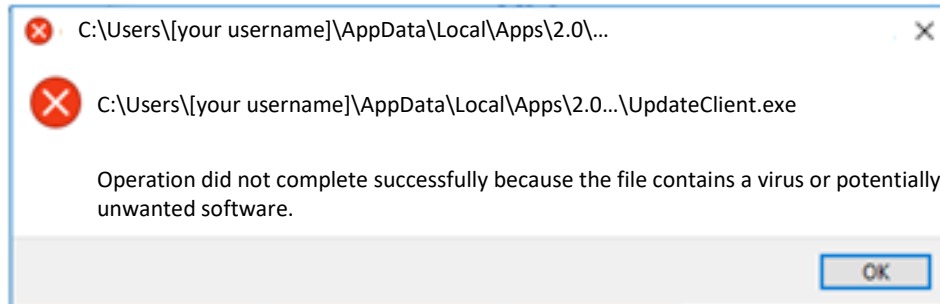 C:\Users\[your username]\AppData\Local\Apps\2.0\...
C:\Users\[your username]\AppData\Local\Apps\2.0...\UpdateClient.exe
Operation did not complete successfully because the file contains a virus or potentially
unwanted software.
OK